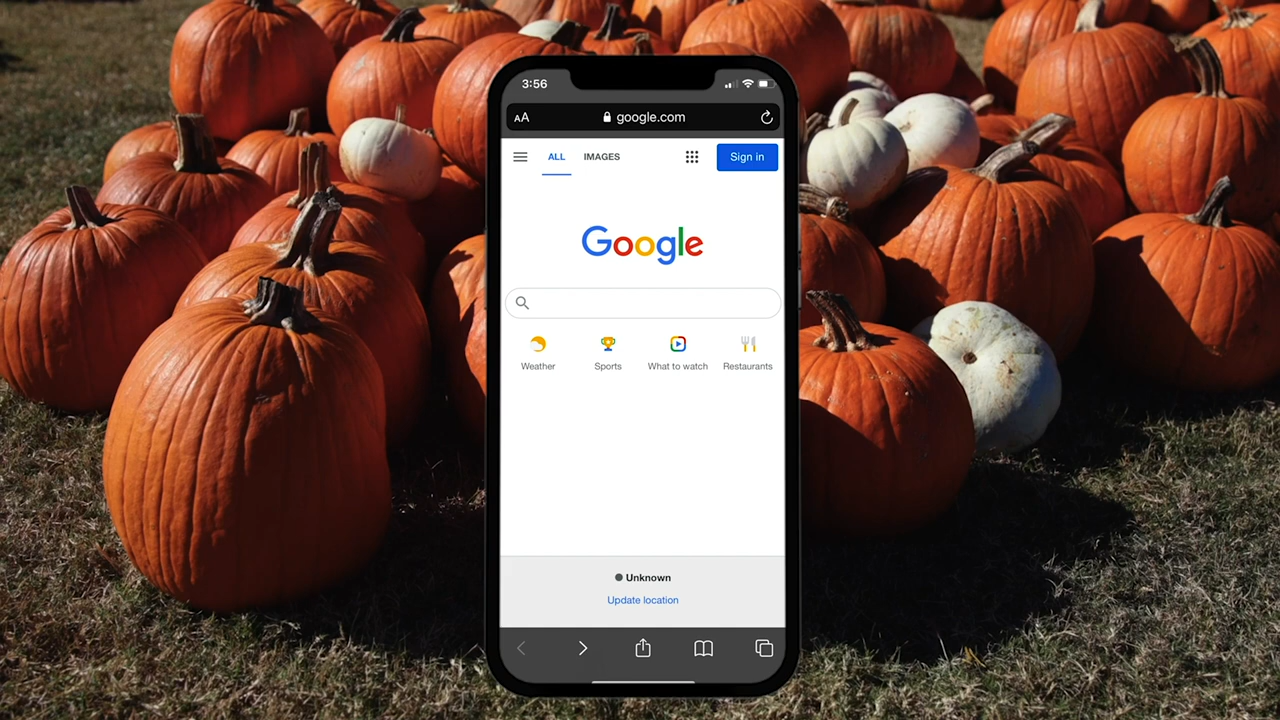 3:56
AA google.com
ALL IMAGES Sign in
Google
Weather Sports What to watch Restaurants
Unknown
Update location